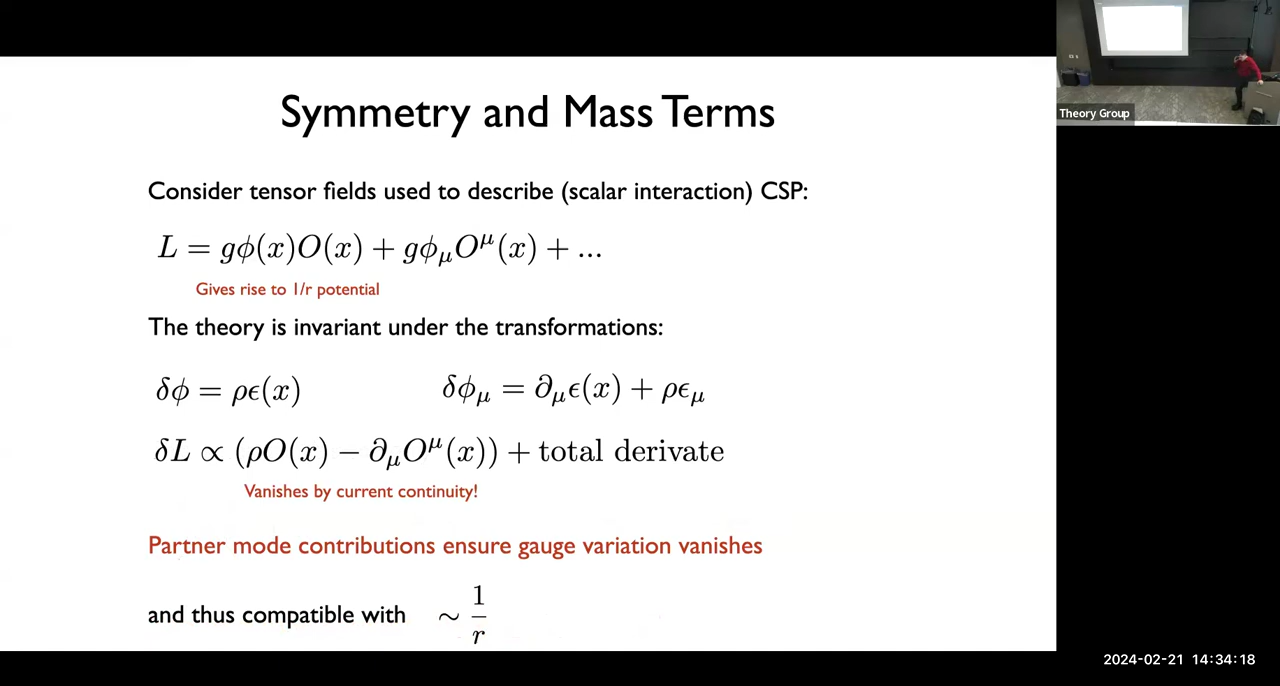 Symmetry and Mass Terms
Consider tensor fields used to describe (scalar interaction) CSP:
L = gϕ(x)O(x) + gϕ_μO^μ(x) + ...
Gives rise to 1/r potential
The theory is invariant under the transformations:
δϕ = ρϵ(x) δϕ_μ = ∂_μϵ(x) + ρϵ_μ
δL ∝ (ρO(x) − ∂_μO^μ(x)) + total derivate
Vanishes by current continuity!
Partner mode contributions ensure gauge variation vanishes
and thus compatible with ~ 1/r
Theory Group
2024-02-21 14:34:18